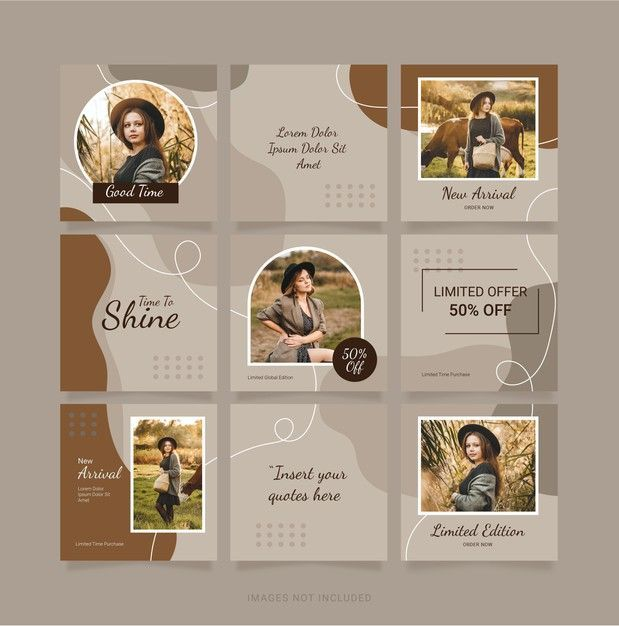 Good Time
Lorem Dolor
Ipsum Dolor Sit
Amet
New Arrival
ORDER NOW
Time To
Shine
50%
Off
Limited Global Edition
LIMITED OFFER
50% OFF
Limited Time Purchase
New
Arrival
Lorem Dolor
Ipsum Dolor Sit
Amet
Limited Time Purchase
“Insert your
quotes here
Limited Edition
ORDER NOW
IMAGES NOT INCLUDED